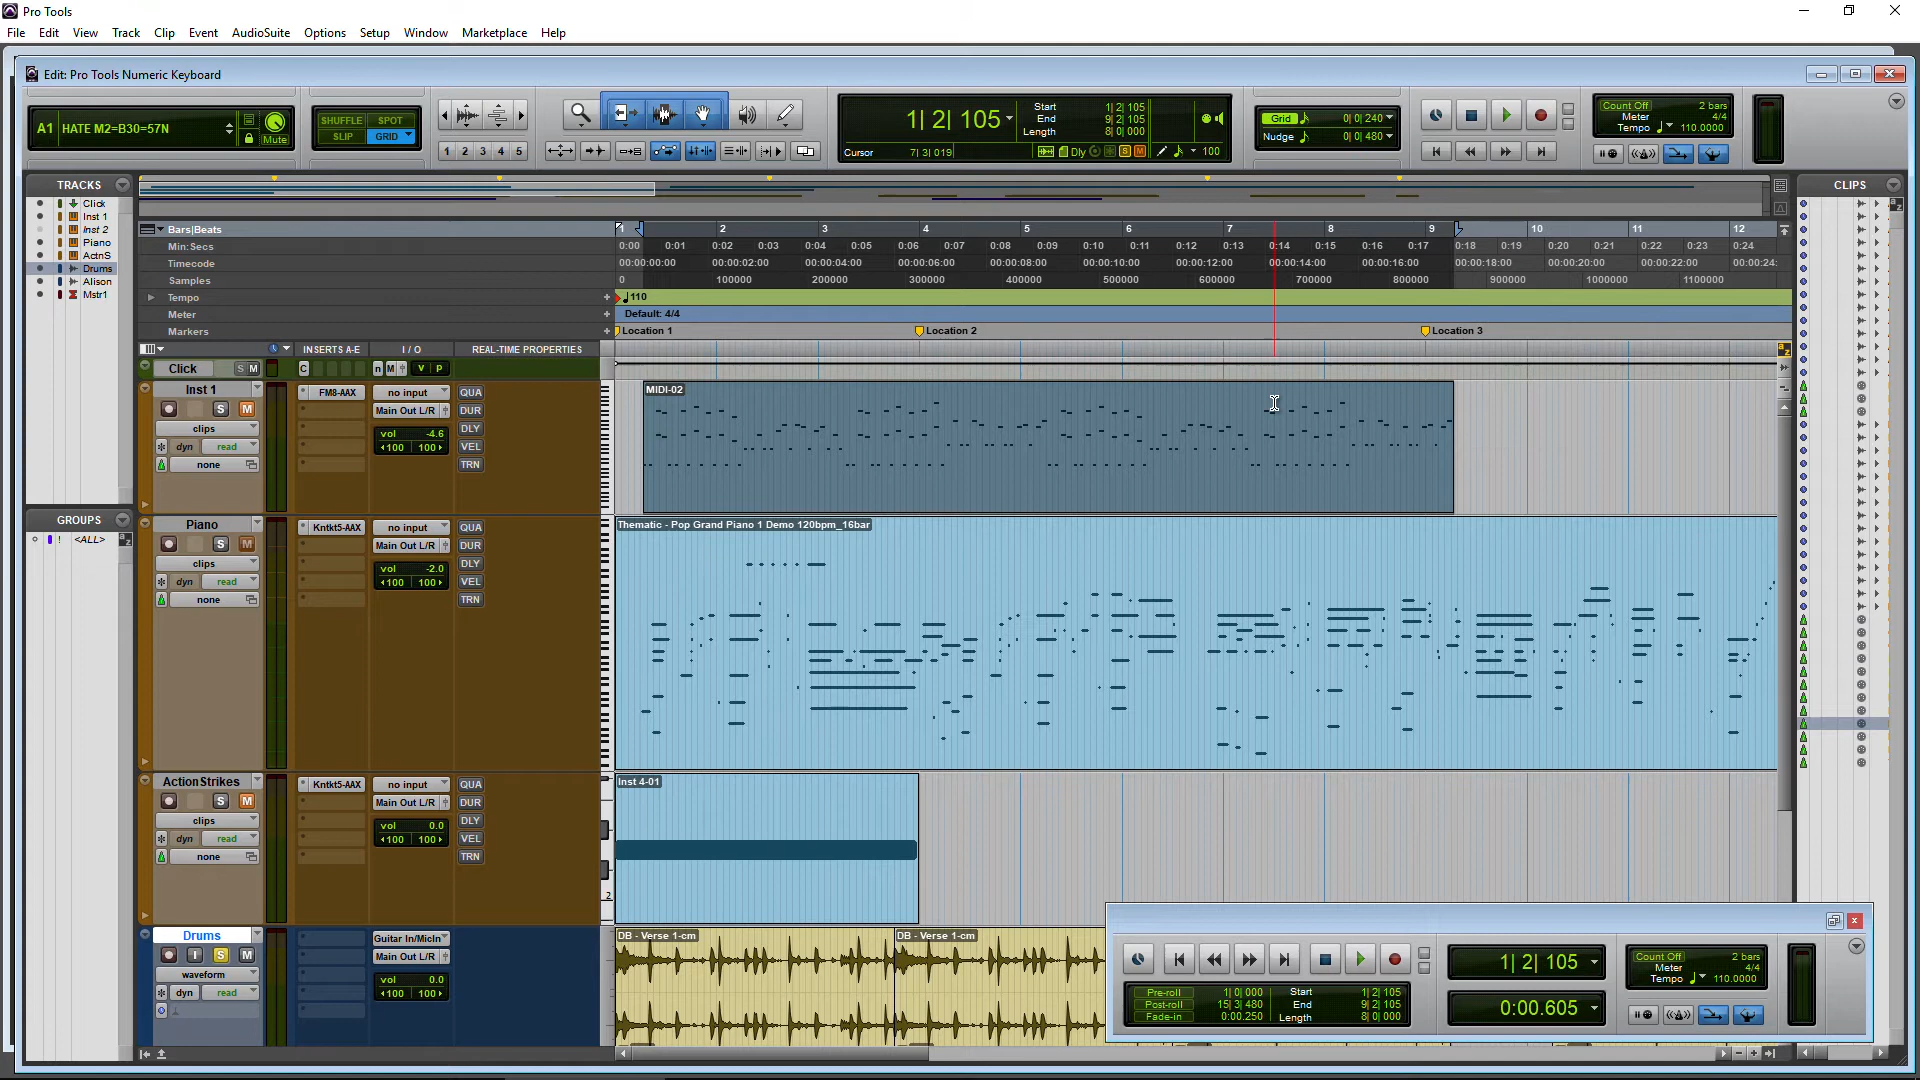 Pro Tools
File Edit View Track Clip Event AudioSuite Options Setup Window Marketplace Help
Edit: Pro Tools Numeric Keyboard
A1 HATE M2=B30=57N Mute
SHUFFLE SPOT
SLIP GRID
1 2 3 4 5
1| 2| 105
Start 1| 2| 105
End 9| 2| 105
Length 8| 0| 000
Cursor 7| 3| 019 Dly S M 100
Grid 0| 0| 240
Nudge 0| 0| 480
Count Off 2 bars
Meter 4/4
Tempo 110.0000
TRACKS
Click
Inst 1
Inst 2
Piano
ActnS
Drums
Alison
Mstr1
GROUPS
! <ALL> a z
CLIPS
a z
Bars|Beats 1 2 3 4 5 6 7 8 9 10 11 12
Min:Secs 0:00 0:01 0:02 0:03 0:04 0:05 0:06 0:07 0:08 0:09 0:10 0:11 0:12 0:13 0:14 0:15 0:16 0:17 0:18 0:19 0:20 0:21 0:22 0:23 0:24
Timecode 00:00:00:00 00:00:02:00 00:00:04:00 00:00:06:00 00:00:08:00 00:00:10:00 00:00:12:00 00:00:14:00 00:00:16:00 00:00:18:00 00:00:20:00 00:00:22:00 00:00:24:
Samples 0 100000 200000 300000 400000 500000 600000 700000 800000 900000 1000000 1100000
Tempo + 110
Meter Default: 4/4
Markers + Location 1 Location 2 Location 3
INSERTS A-E I / O REAL-TIME PROPERTIES
Click S M C n M V P
Inst 1 FM8-AAX no input QUA
S M Main Out L/R DUR
clips DLY
dyn read vol -4.6 VEL
100 100
none TRN
MIDI-02
Piano Kntkt5-AAX no input QUA
S M Main Out L/R DUR
clips DLY
dyn read vol -2.0 VEL
100 100
none TRN
Thematic - Pop Grand Piano 1 Demo 120bpm_16bar
ActionStrikes Kntkt5-AAX no input QUA
S M Main Out L/R DUR
clips DLY
dyn read vol 0.0 VEL
100 100
none TRN
2
Inst 4-01
Drums Guitar In/MicIn
I S M Main Out L/R
waveform
dyn read vol 0.0
100 100
DB - Verse 1-cm DB - Verse 1-cm
Pre-roll 1| 0| 000
Post-roll 15| 3| 480
Fade-in 0:00.250
Start 1| 2| 105
End 9| 2| 105
Length 8| 0| 000
1| 2| 105
0:00.605
Count Off 2 bars
Meter 4/4
Tempo 110.0000